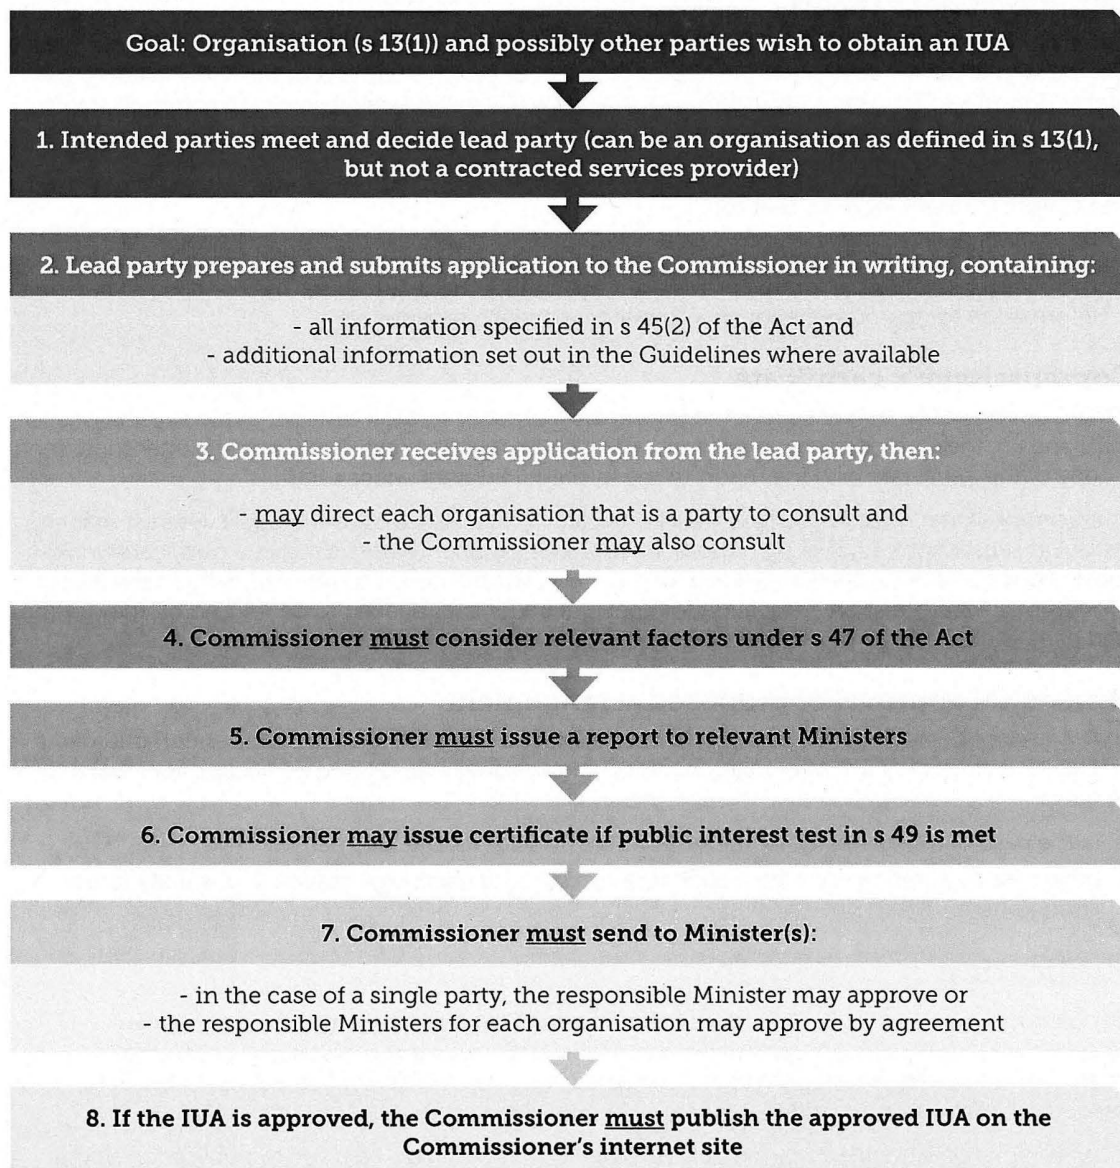 Goal: Organisation (s 13(1)) and possibly other parties wish to obtain an IUA
1. Intended parties meet and decide lead party (can be an organisation as defined in s 13(1),
but not a contracted services provider)
2. Lead party prepares and submits application to the Commissioner in writing, containing:
- all information specified in s 45(2) of the Act and
- additional information set out in the Guidelines where available
3. Commissioner receives application from the lead party, then:
- may direct each organisation that is a party to consult and
- the Commissioner may also consult
4. Commissioner must consider relevant factors under s 47 of the Act
5. Commissioner must issue a report to relevant Ministers
6. Commissioner may issue certificate if public interest test in s 49 is met
7. Commissioner must send to Minister(s):
- in the case of a single party, the responsible Minister may approve or
- the responsible Ministers for each organisation may approve by agreement
8. If the IUA is approved, the Commissioner must publish the approved IUA on the
Commissioner's internet site